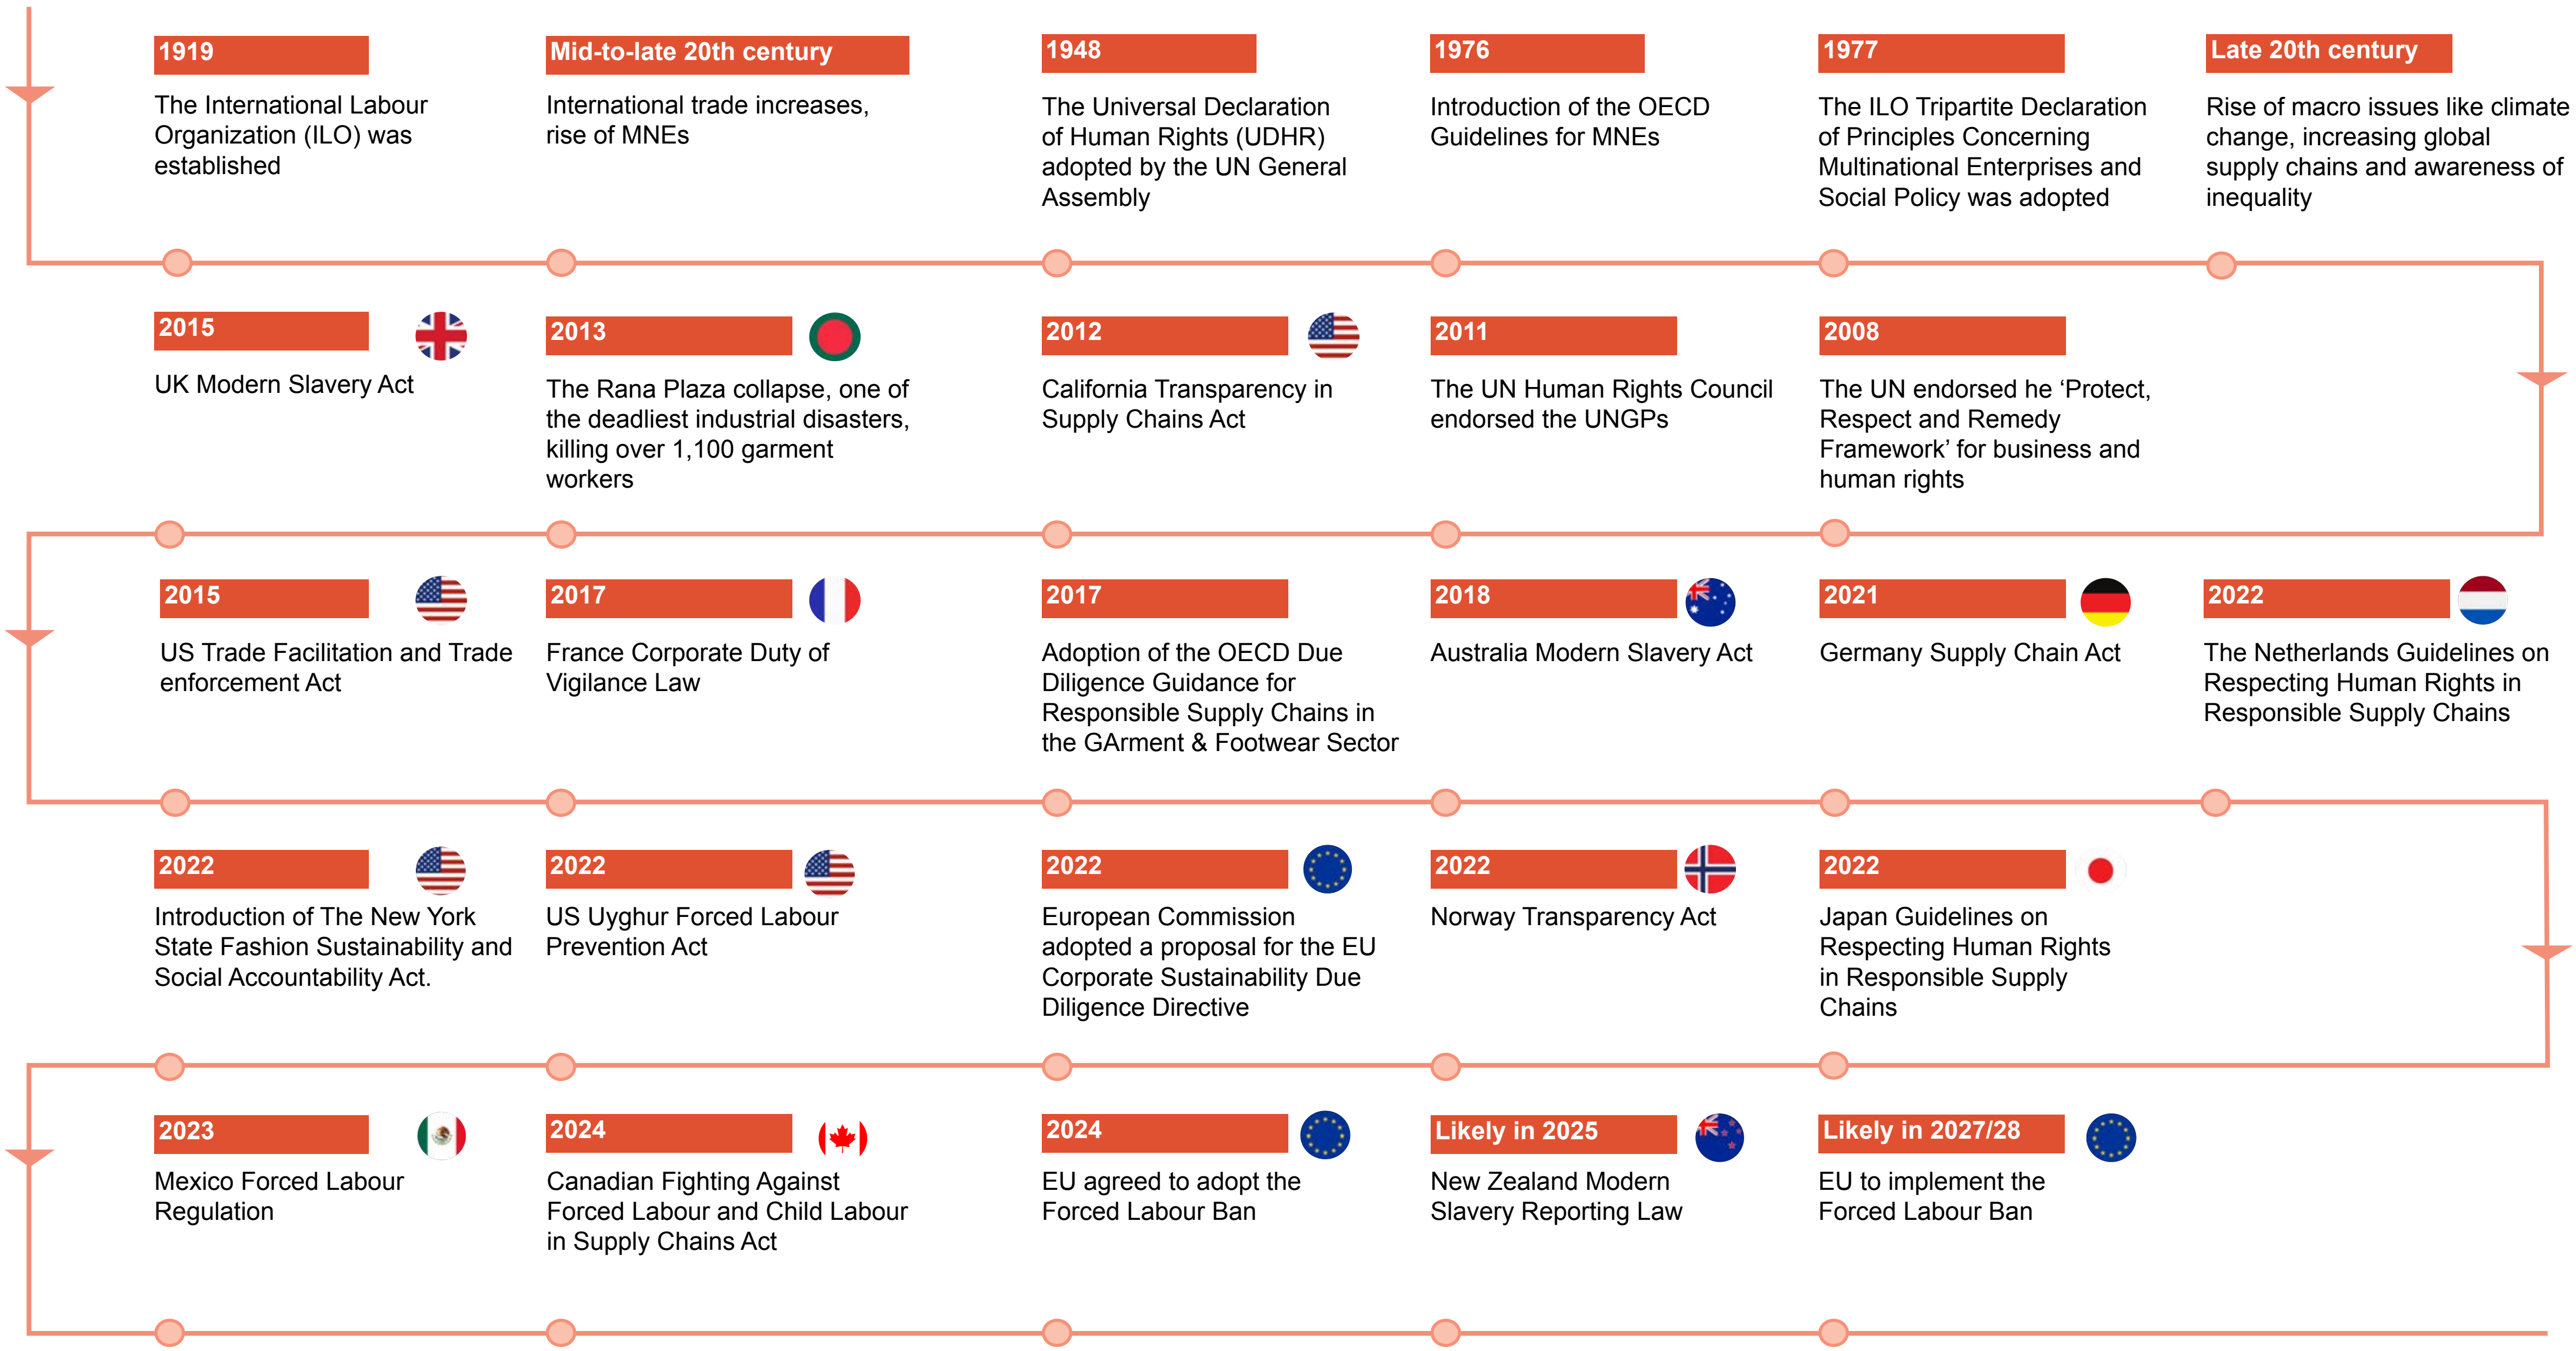 1919
The International Labour
Organization (ILO) was
established
Mid-to-late 20th century
International trade increases,
rise of MNEs
1948
The Universal Declaration
of Human Rights (UDHR)
adopted by the UN General
Assembly
1976
Introduction of the OECD
Guidelines for MNEs
1977
The ILO Tripartite Declaration
of Principles Concerning
Multinational Enterprises and
Social Policy was adopted
Late 20th century
Rise of macro issues like climate
change, increasing global
supply chains and awareness of
inequality
2015
UK Modern Slavery Act
2013
The Rana Plaza collapse, one of
the deadliest industrial disasters,
killing over 1,100 garment
workers
2012
California Transparency in
Supply Chains Act
2011
The UN Human Rights Council
endorsed the UNGPs
2008
The UN endorsed he ‘Protect,
Respect and Remedy
Framework’ for business and
human rights
2015
US Trade Facilitation and Trade
enforcement Act
2017
France Corporate Duty of
Vigilance Law
2017
Adoption of the OECD Due
Diligence Guidance for
Responsible Supply Chains in
the GArment & Footwear Sector
2018
Australia Modern Slavery Act
2021
Germany Supply Chain Act
2022
The Netherlands Guidelines on
Respecting Human Rights in
Responsible Supply Chains
2022
Introduction of The New York
State Fashion Sustainability and
Social Accountability Act.
2022
US Uyghur Forced Labour
Prevention Act
2022
European Commission
adopted a proposal for the EU
Corporate Sustainability Due
Diligence Directive
2022
Norway Transparency Act
2022
Japan Guidelines on
Respecting Human Rights
in Responsible Supply
Chains
2023
Mexico Forced Labour
Regulation
2024
Canadian Fighting Against
Forced Labour and Child Labour
in Supply Chains Act
2024
EU agreed to adopt the
Forced Labour Ban
Likely in 2025
New Zealand Modern
Slavery Reporting Law
Likely in 2027/28
EU to implement the
Forced Labour Ban